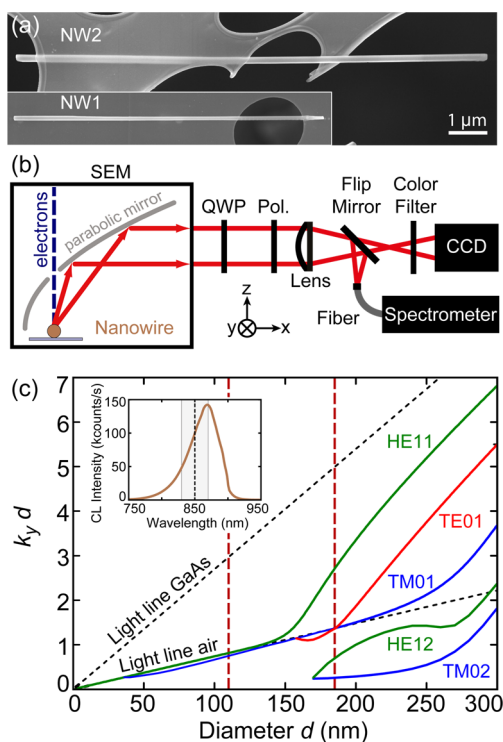 (a)
NW2
NW1
1 µm
(b)
SEM
electrons
parabolic mirror
Nanowire
QWP
Pol.
Lens
Flip
Mirror
Color
Filter
CCD
Fiber
Spectrometer
z
y
x
(c)
7
6
5
4
3
2
1
0
k_y d
CL Intensity (kcounts/s)
150
100
50
0
750
850
950
Wavelength (nm)
Light line GaAs
Light line air
HE11
TE01
TM01
HE12
TM02
0
50
100
150
200
250
300
Diameter d (nm)